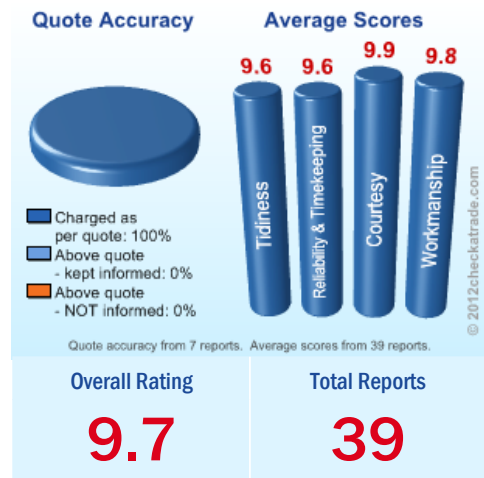 Quote Accuracy
Average Scores
9.6
9.6
9.9
9.8
Tidiness
Reliability & Timekeeping
Courtesy
Workmanship
Charged as
per quote: 100%
Above quote
- kept informed: 0%
Above quote
- NOT informed: 0%
© 2012checkatrade.com
Quote accuracy from 7 reports. Average scores from 39 reports.
Overall Rating
9.7
Total Reports
39